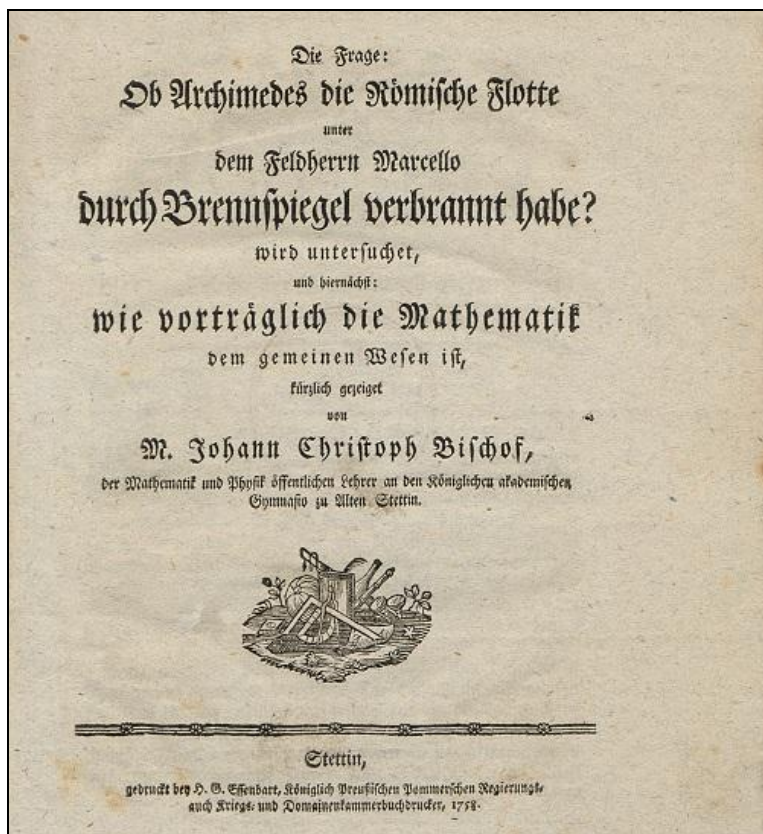 Die Frage:
Ob Archimedes die Römiſche Flotte
unter
dem Feldherrn Marcello
durch Brennſpiegel verbrannt habe?
wird unterſuchet,
und hiernächſt:
wie vorträglich die Mathematik
dem gemeinen Weſen iſt,
kürzlich gezeiget
von
M. Johann Chriſtoph Biſchof,
der Mathematik und Phyſik öffentlichen Lehrer an den Königlichen akademiſchen
Gymnaſio zu Alten Stettin.
Stettin,
gedruckt bey H. G. Effenbart, Königlich Preußiſchen Pommerſchen Regierungs-
auch Kriegs- und Domainenkammerbuchdrucker, 1758.